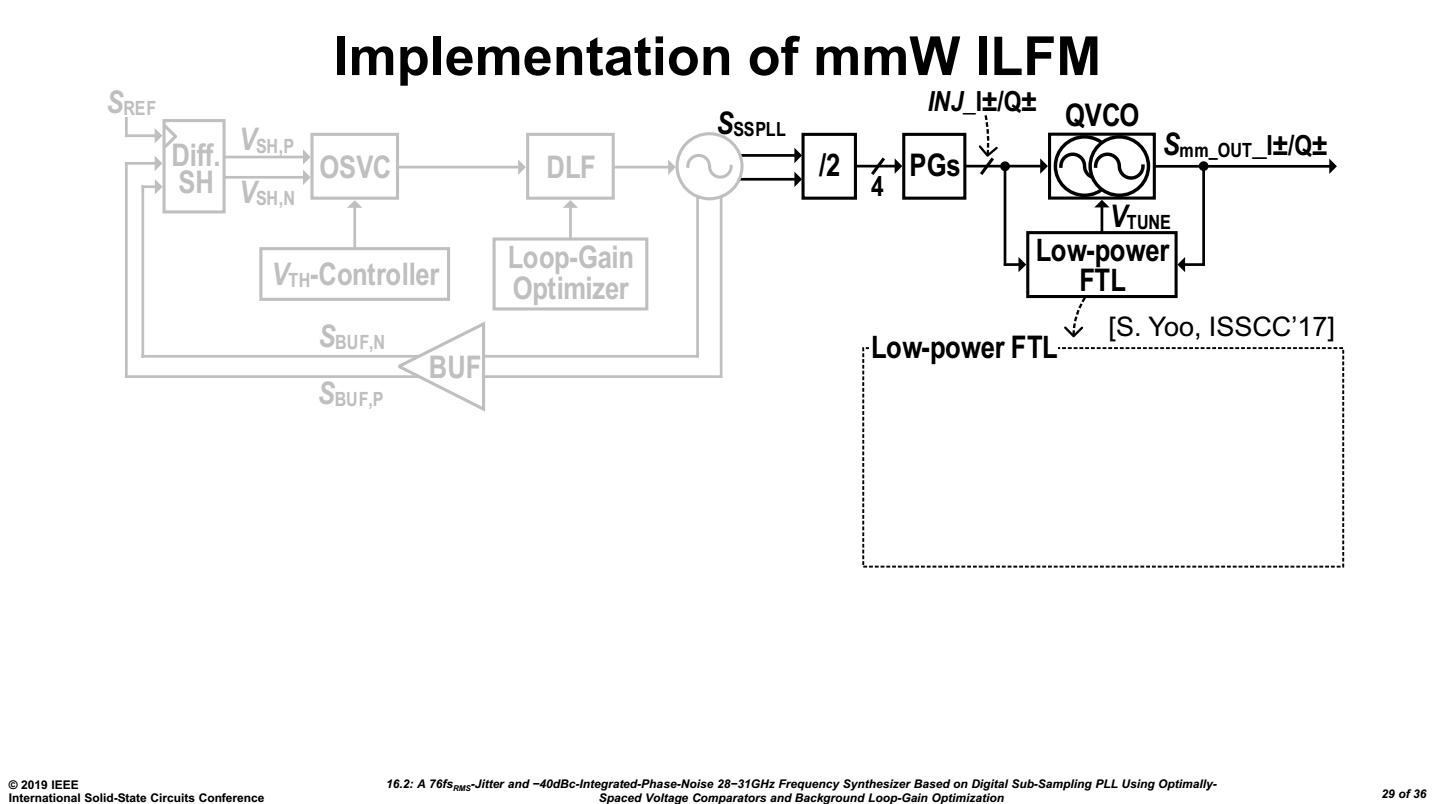 Implementation of mmW ILFM
SREF
Diff.
SH
VSH,P
VSH,N
OSVC
DLF
SSSPLL
/2
4
PGs
INJ_I±/Q±
QVCO
Smm_OUT_I±/Q±
VTUNE
Low-power
FTL
VTH-Controller
Loop-Gain
Optimizer
SBUF,N
BUF
SBUF,P
[S. Yoo, ISSCC’17]
Low-power FTL
© 2019 IEEE
International Solid-State Circuits Conference
16.2: A 76fsRMS-Jitter and −40dBc-Integrated-Phase-Noise 28−31GHz Frequency Synthesizer Based on Digital Sub-Sampling PLL Using Optimally-
Spaced Voltage Comparators and Background Loop-Gain Optimization
29 of 36